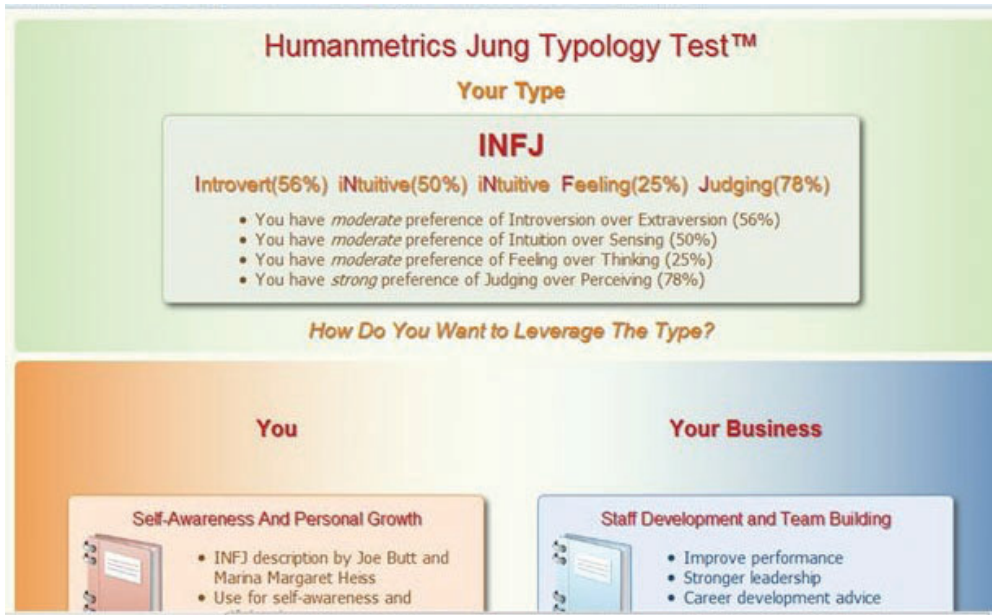 Humanmetrics Jung Typology Test™
Your Type
INFJ
Introvert(56%) iNtuitive(50%) iNtuitive Feeling(25%) Judging(78%)
• You have moderate preference of Introversion over Extraversion (56%)
• You have moderate preference of Intuition over Sensing (50%)
• You have moderate preference of Feeling over Thinking (25%)
• You have strong preference of Judging over Perceiving (78%)
How Do You Want to Leverage The Type?
You
Self-Awareness And Personal Growth
• INFJ description by Joe Butt and
Marina Margaret Heiss
• Use for self-awareness and
Your Business
Staff Development and Team Building
• Improve performance
• Stronger leadership
• Career development advice